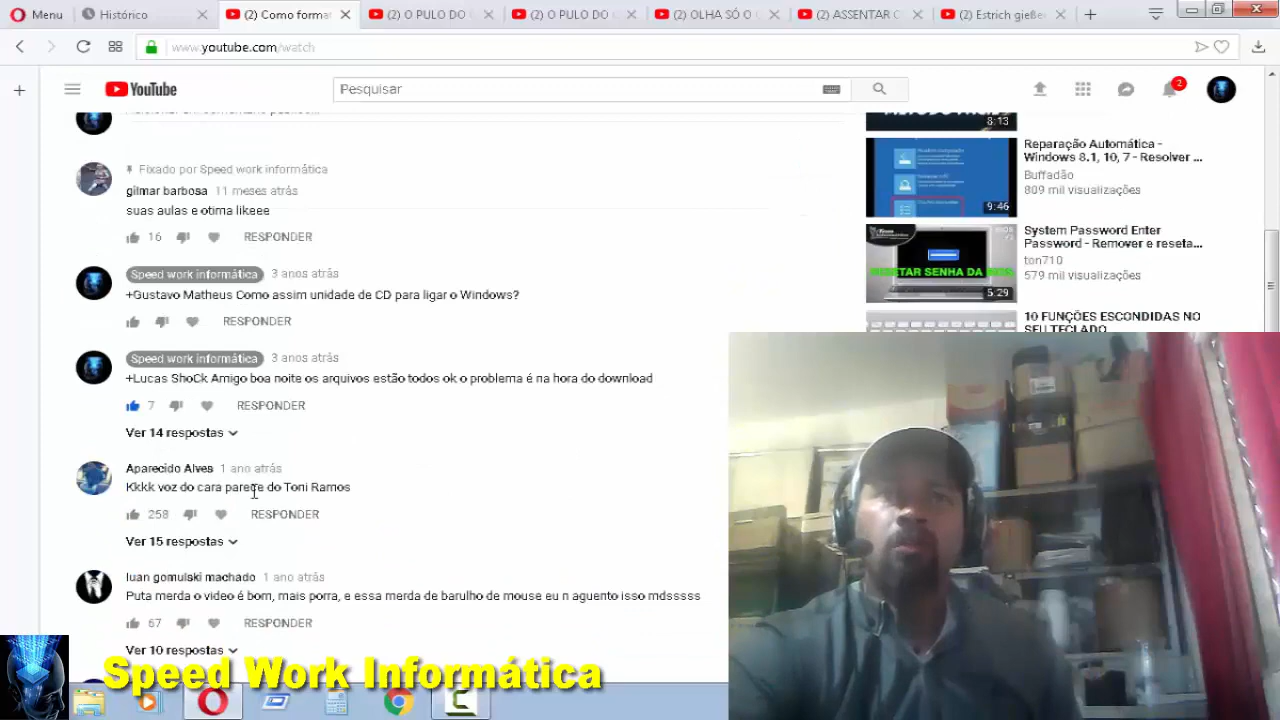 Menu
Histórico
(2) Como forma
(2) O PULO DO
(2) O PULO DO
(2) OLHA SÓ O
(2) ASSENTAR C
(2) Estrich gieße
www.youtube.com/watch
YouTube
Pesquisar
2
8:13
Fixado por Speed work informática
gilmar barbosa 1 meses atrás
suas aulas e otima likeee
16 RESPONDER
Speed work informática 3 anos atrás
+Gustavo Matheus Como assim unidade de CD para ligar o Windows?
RESPONDER
Speed work informática 3 anos atrás
+Lucas ShoCk Amigo boa noite os arquivos estão todos ok o problema é na hora do download
7 RESPONDER
Ver 14 respostas
Aparecido Alves 1 ano atrás
Kkkk voz do cara parece do Toni Ramos
258 RESPONDER
Ver 15 respostas
luan gomulski machado 1 ano atrás
Puta merda o video é bom, mais porra, e essa merda de barulho de mouse eu n aguento isso mdsssss
67 RESPONDER
Ver 10 respostas
Reparação Automática -
Windows 8.1, 10, 7 - Resolver ...
Buffadão
809 mil visualizações
9:46
System Password Enter
Password - Remover e reseta...
ton710
579 mil visualizações
RESETAR SENHA DA BIOS
5:29
10 FUNÇÕES ESCONDIDAS NO
SEU TECLADO
Speed Work Informática